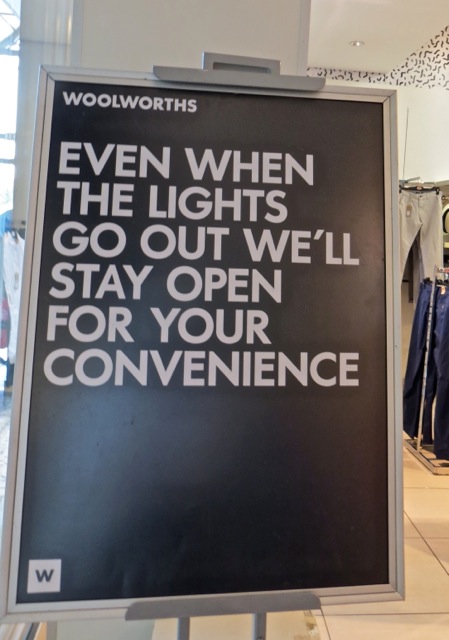 WOOLWORTHS
EVEN WHEN
THE LIGHTS
GO OUT WE'LL
STAY OPEN
FOR YOUR
CONVENIENCE
W